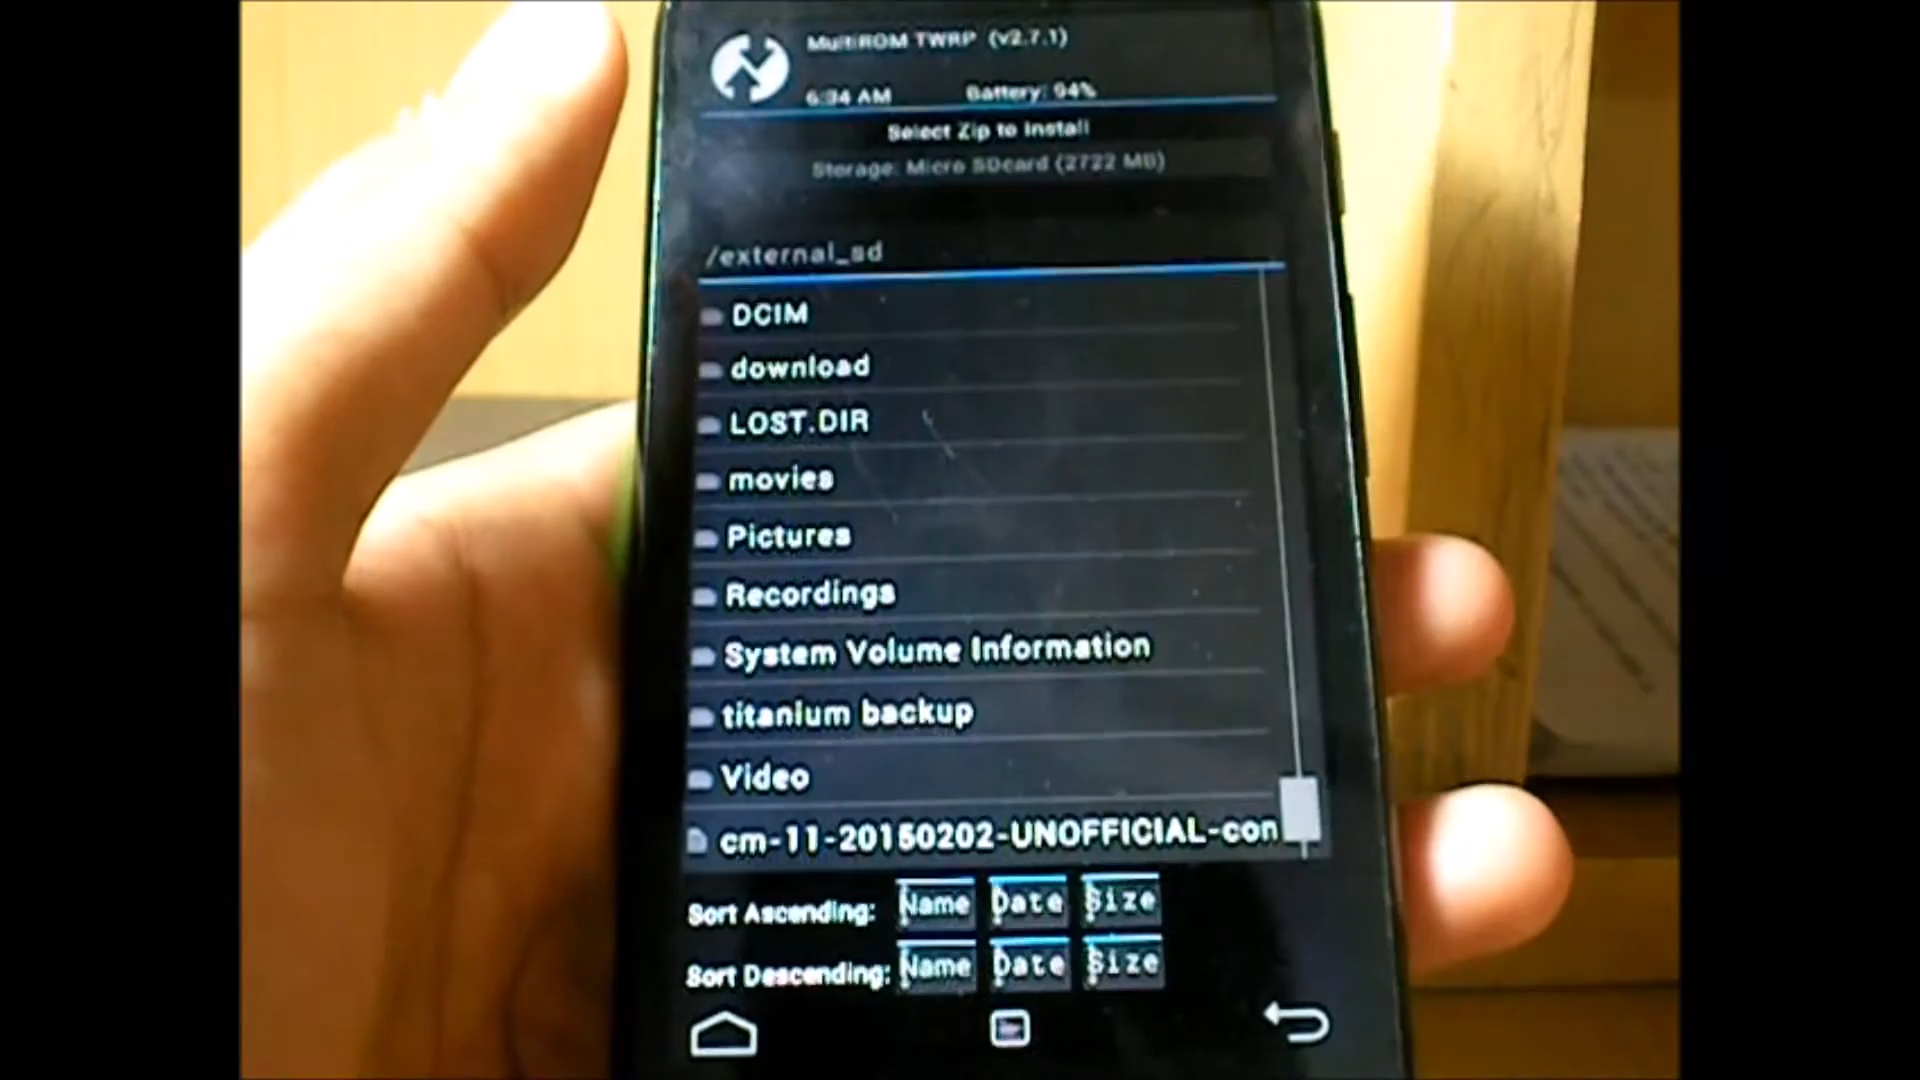 MultiROM TWRP (v2.7.1)
6:34 AM Battery: 94%
Select Zip to Install
Storage: Micro SDcard (2722 MB)
/external_sd
DCIM
download
LOST.DIR
movies
Pictures
Recordings
System Volume Information
titanium backup
Video
cm-11-20150202-UNOFFICIAL-con
Sort Ascending: Name Date Size
Sort Descending: Name Date Size